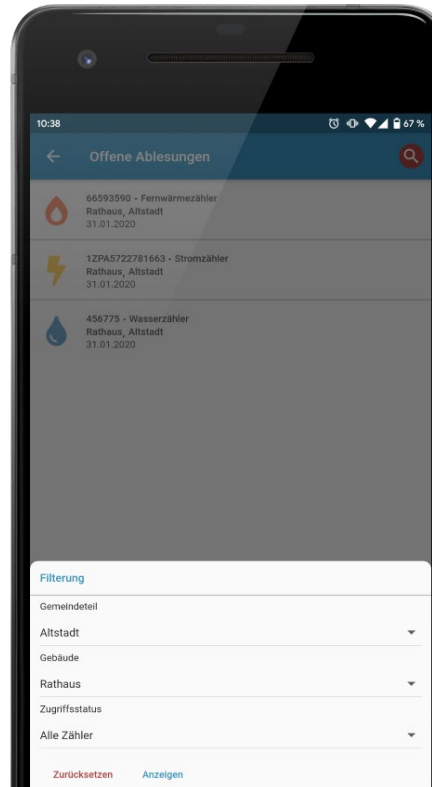 10:38
67 %
Offene Ablesungen
66593590 - Fernwärmezähler
Rathaus, Altstadt
31.01.2020
1ZPA5722781663 - Stromzähler
Rathaus, Altstadt
31.01.2020
456775 - Wasserzähler
Rathaus, Altstadt
31.01.2020
Filterung
Gemeindeteil
Altstadt
Gebäude
Rathaus
Zugriffsstatus
Alle Zähler
Zurücksetzen Anzeigen